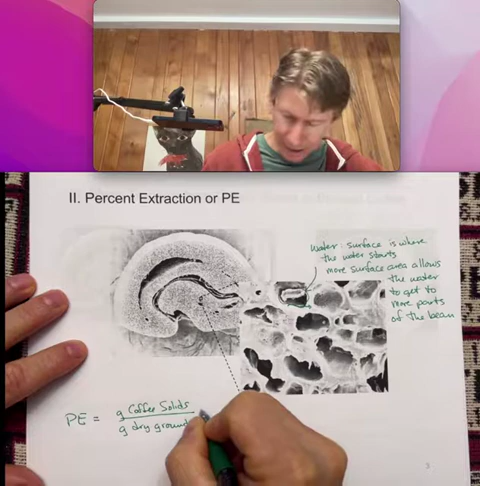 II. Percent Extraction or PE
water: surface is where
the water starts
more surface area allows
the water
to get to
more parts
of the bean
PE = g Coffee Solids
g dry ground
3